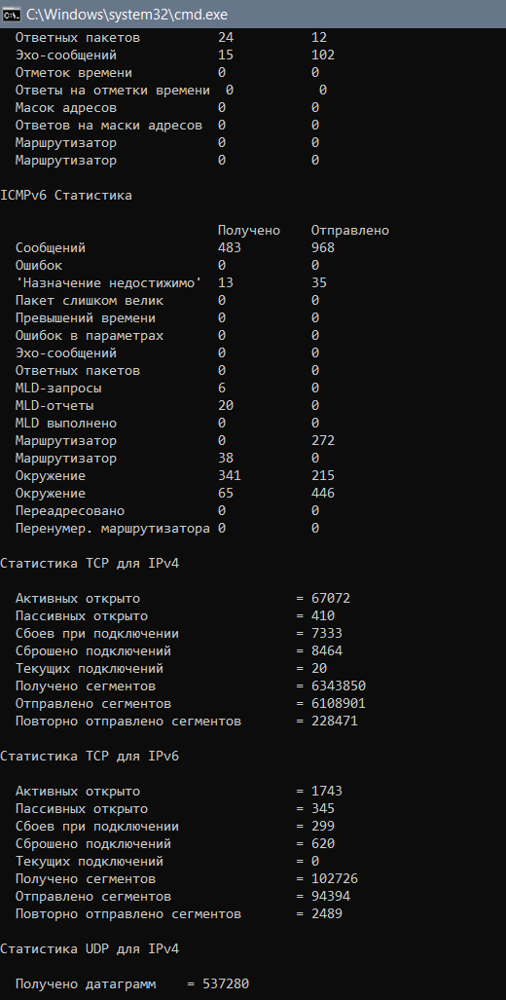 C:\Windows\system32\cmd.exe
Ответных пакетов 24 12
Эхо-сообщений 15 102
Отметок времени 0 0
Ответы на отметки времени 0 0
Масок адресов 0 0
Ответов на маски адресов 0 0
Маршрутизатор 0 0
Маршрутизатор 0 0
ICMPv6 Статистика
Получено Отправлено
Сообщений 483 968
Ошибок 0 0
'Назначение недостижимо' 13 35
Пакет слишком велик 0 0
Превышений времени 0 0
Ошибок в параметрах 0 0
Эхо-сообщений 0 0
Ответных пакетов 0 0
MLD-запросы 6 0
MLD-отчеты 20 0
MLD выполнено 0 0
Маршрутизатор 0 272
Маршрутизатор 38 0
Окружение 341 215
Окружение 65 446
Переадресовано 0 0
Перенумер. маршрутизатора 0 0
Статистика TCP для IPv4
Активных открыто = 67072
Пассивных открыто = 410
Сбоев при подключении = 7333
Сброшено подключений = 8464
Текущих подключений = 20
Получено сегментов = 6343850
Отправлено сегментов = 6108901
Повторно отправлено сегментов = 228471
Статистика TCP для IPv6
Активных открыто = 1743
Пассивных открыто = 345
Сбоев при подключении = 299
Сброшено подключений = 620
Текущих подключений = 0
Получено сегментов = 102726
Отправлено сегментов = 94394
Повторно отправлено сегментов = 2489
Статистика UDP для IPv4
Получено датаграмм = 537280